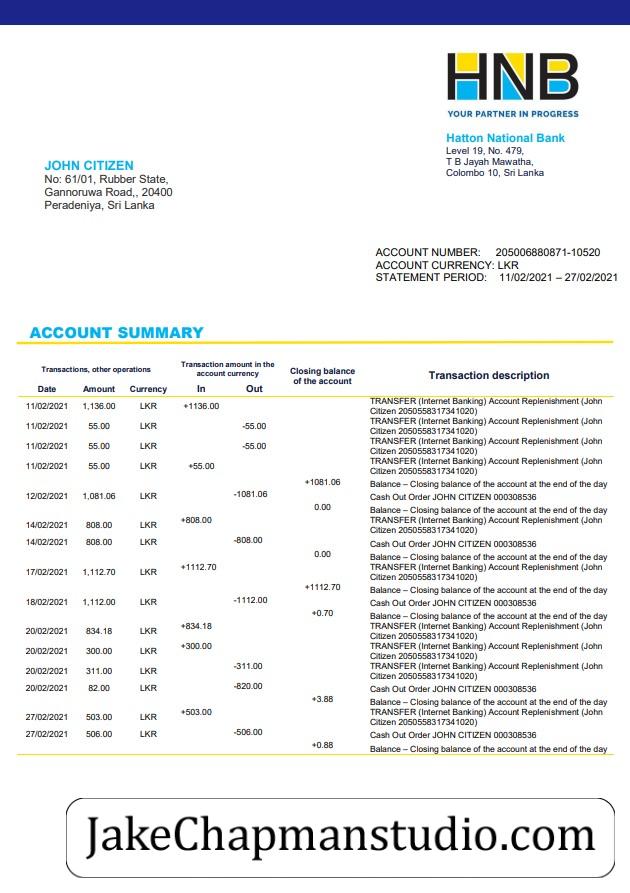 HNB
YOUR PARTNER IN PROGRESS
Hatton National Bank
Level 19, No. 479,
T B Jayah Mawatha,
Colombo 10, Sri Lanka
JOHN CITIZEN
No: 61/01, Rubber State,
Gannoruwa Road,, 20400
Peradeniya, Sri Lanka
ACCOUNT NUMBER: 205006880871-10520
ACCOUNT CURRENCY: LKR
STATEMENT PERIOD: 11/02/2021 – 27/02/2021
ACCOUNT SUMMARY
Transactions, other operations
Transaction amount in the
account currency
Closing balance
of the account
Transaction description
Date Amount Currency In Out
11/02/2021 1,136.00 LKR +1136.00 TRANSFER (Internet Banking) Account Replenishment (John
Citizen 2050558317341020)
11/02/2021 55.00 LKR -55.00 TRANSFER (Internet Banking) Account Replenishment (John
Citizen 2050558317341020)
11/02/2021 55.00 LKR -55.00 TRANSFER (Internet Banking) Account Replenishment (John
Citizen 2050558317341020)
11/02/2021 55.00 LKR +55.00 TRANSFER (Internet Banking) Account Replenishment (John
Citizen 2050558317341020)
+1081.06 Balance – Closing balance of the account at the end of the day
12/02/2021 1,081.06 LKR -1081.06 Cash Out Order JOHN CITIZEN 000308536
0.00 Balance – Closing balance of the account at the end of the day
14/02/2021 808.00 LKR +808.00 TRANSFER (Internet Banking) Account Replenishment (John
Citizen 2050558317341020)
14/02/2021 808.00 LKR -808.00 Cash Out Order JOHN CITIZEN 000308536
0.00 Balance – Closing balance of the account at the end of the day
17/02/2021 1,112.70 LKR +1112.70 TRANSFER (Internet Banking) Account Replenishment (John
Citizen 2050558317341020)
+1112.70 Balance – Closing balance of the account at the end of the day
18/02/2021 1,112.00 LKR -1112.00 Cash Out Order JOHN CITIZEN 000308536
+0.70 Balance – Closing balance of the account at the end of the day
20/02/2021 834.18 LKR +834.18 TRANSFER (Internet Banking) Account Replenishment (John
Citizen 2050558317341020)
20/02/2021 300.00 LKR +300.00 TRANSFER (Internet Banking) Account Replenishment (John
Citizen 2050558317341020)
20/02/2021 311.00 LKR -311.00 TRANSFER (Internet Banking) Account Replenishment (John
Citizen 2050558317341020)
20/02/2021 82.00 LKR -820.00 Cash Out Order JOHN CITIZEN 000308536
+3.88 Balance – Closing balance of the account at the end of the day
27/02/2021 503.00 LKR +503.00 TRANSFER (Internet Banking) Account Replenishment (John
Citizen 2050558317341020)
27/02/2021 506.00 LKR -506.00 Cash Out Order JOHN CITIZEN 000308536
+0.88 Balance – Closing balance of the account at the end of the day
JakeChapmanstudio.com